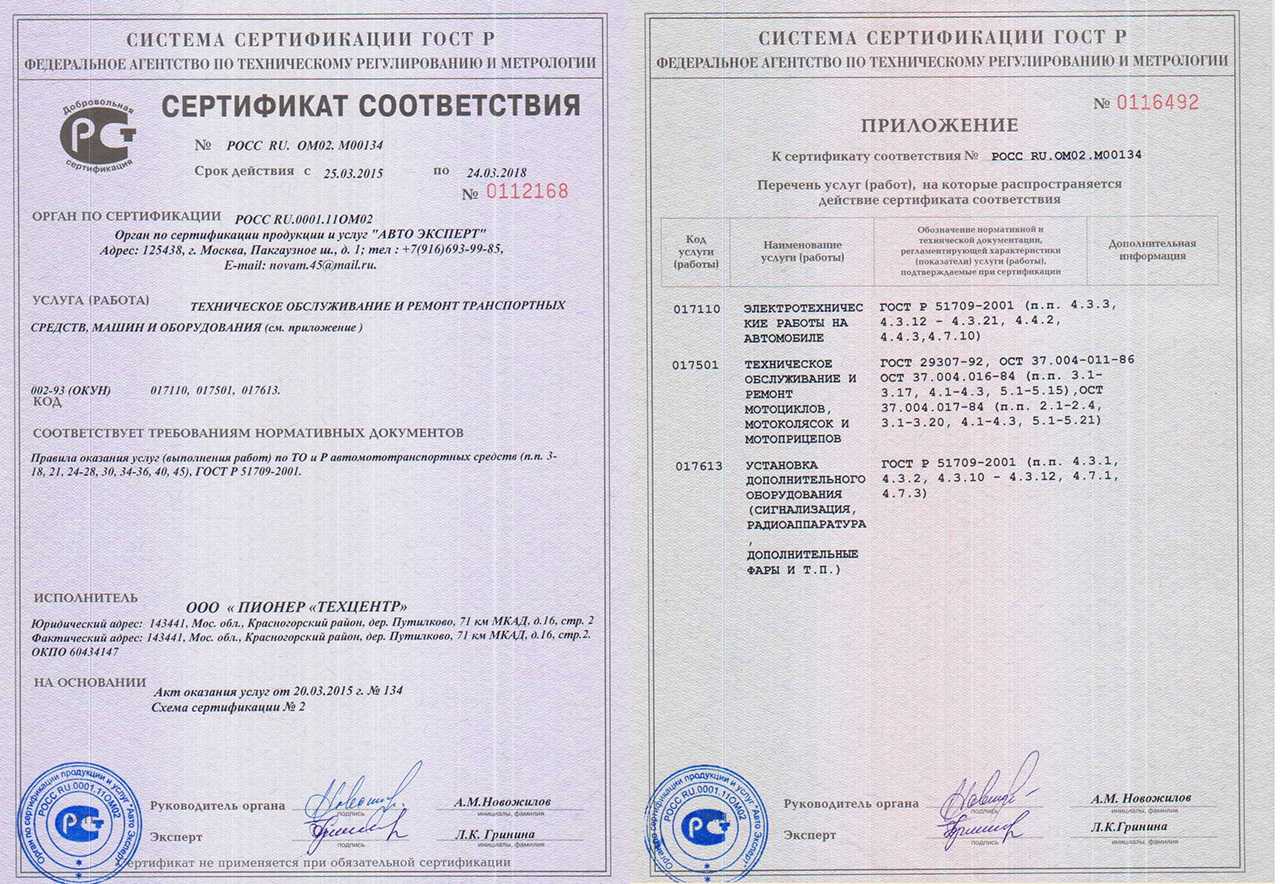 СИСТЕМА СЕРТИФИКАЦИИ ГОСТ Р
ФЕДЕРАЛЬНОЕ АГЕНТСТВО ПО ТЕХНИЧЕСКОМУ РЕГУЛИРОВАНИЮ И МЕТРОЛОГИИ
Добровольная
сертификация
СЕРТИФИКАТ СООТВЕТСТВИЯ
№ РОСС RU. ОМ02. М00134
Срок действия с 25.03.2015 по 24.03.2018
№ 0112168
ОРГАН ПО СЕРТИФИКАЦИИ РОСС RU.0001.11ОМ02
Орган по сертификации продукции и услуг "АВТО ЭКСПЕРТ"
Адрес: 125438, г. Москва, Пакгаузное ш., д. 1; тел : +7(916)693-99-85,
E-mail: novam.45@mail.ru.
УСЛУГА (РАБОТА) ТЕХНИЧЕСКОЕ ОБСЛУЖИВАНИЕ И РЕМОНТ ТРАНСПОРТНЫХ
СРЕДСТВ, МАШИН И ОБОРУДОВАНИЯ (см. приложение )
002-93 (ОКУН) 017110, 017501, 017613.
КОД
СООТВЕТСТВУЕТ ТРЕБОВАНИЯМ НОРМАТИВНЫХ ДОКУМЕНТОВ
Правила оказания услуг (выполнения работ) по ТО и Р автомототранспортных средств (п.п. 3-
18, 21, 24-28, 30, 34-36, 40, 45), ГОСТ Р 51709-2001.
ИСПОЛНИТЕЛЬ
ООО « ПИОНЕР «ТЕХЦЕНТР»
Юридический адрес: 143441, Мос. обл., Красногорский район, дер. Путилково, 71 км МКАД, д.16, стр. 2
Фактический адрес: 143441, Мос. обл., Красногорский район, дер. Путилково, 71 км МКАД, д.16, стр.2.
ОКПО 60434147
НА ОСНОВАНИИ Акт оказания услуг от 20.03.2015 г. № 134
Схема сертификации № 2
Орган по сертификации продукции и услуг "Авто Эксперт"
РОСС RU.0001.11ОМ02
Руководитель органа А.М.Новожилов
подпись инициалы, фамилия
Эксперт Л.К. Гринина
подпись инициалы, фамилия
Сертификат не применяется при обязательной сертификации
СИСТЕМА СЕРТИФИКАЦИИ ГОСТ Р
ФЕДЕРАЛЬНОЕ АГЕНТСТВО ПО ТЕХНИЧЕСКОМУ РЕГУЛИРОВАНИЮ И МЕТРОЛОГИИ
№ 0116492
ПРИЛОЖЕНИЕ
К сертификату соответствия № РОСС RU.ОМ02.М00134
Перечень услуг (работ), на которые распространяется
действие сертификата соответствия
Код
услуги
(работы)
Наименование
услуги (работы)
Обозначение нормативной и
технической документации,
регламентирующей характеристики
(показатели) услуги (работы),
подтверждаемые при сертификации
Дополнительная
информация
017110
ЭЛЕКТРОТЕХНИЧЕС
КИЕ РАБОТЫ НА
АВТОМОБИЛЕ
ГОСТ Р 51709-2001 (п.п. 4.3.3,
4.3.12 - 4.3.21, 4.4.2,
4.4.3,4.7.10)
017501
ТЕХНИЧЕСКОЕ
ОБСЛУЖИВАНИЕ И
РЕМОНТ
МОТОЦИКЛОВ,
МОТОКОЛЯСОК И
МОТОПРИЦЕПОВ
ГОСТ 29307-92, ОСТ 37.004-011-86
ОСТ 37.004.016-84 (п.п. 3.1-
3.17, 4.1-4.3, 5.1-5.15),ОСТ
37.004.017-84 (п.п. 2.1-2.4,
3.1-3.20, 4.1-4.3, 5.1-5.21)
017613
УСТАНОВКА
ДОПОЛНИТЕЛЬНОГО
ОБОРУДОВАНИЯ
(СИГНАЛИЗАЦИЯ,
РАДИОАППАРАТУРА
,
ДОПОЛНИТЕЛЬНЫЕ
ФАРЫ И Т.П.)
ГОСТ Р 51709-2001 (п.п. 4.3.1,
4.3.2, 4.3.10 - 4.3.12, 4.7.1,
4.7.3)
Орган по сертификации продукции и услуг "Авто Эксперт"
РОСС RU.0001.11ОМ02
Руководитель органа А.М. Новожилов
подпись инициалы, фамилия
Эксперт Л.К.Гринина
подпись инициалы, фамилия